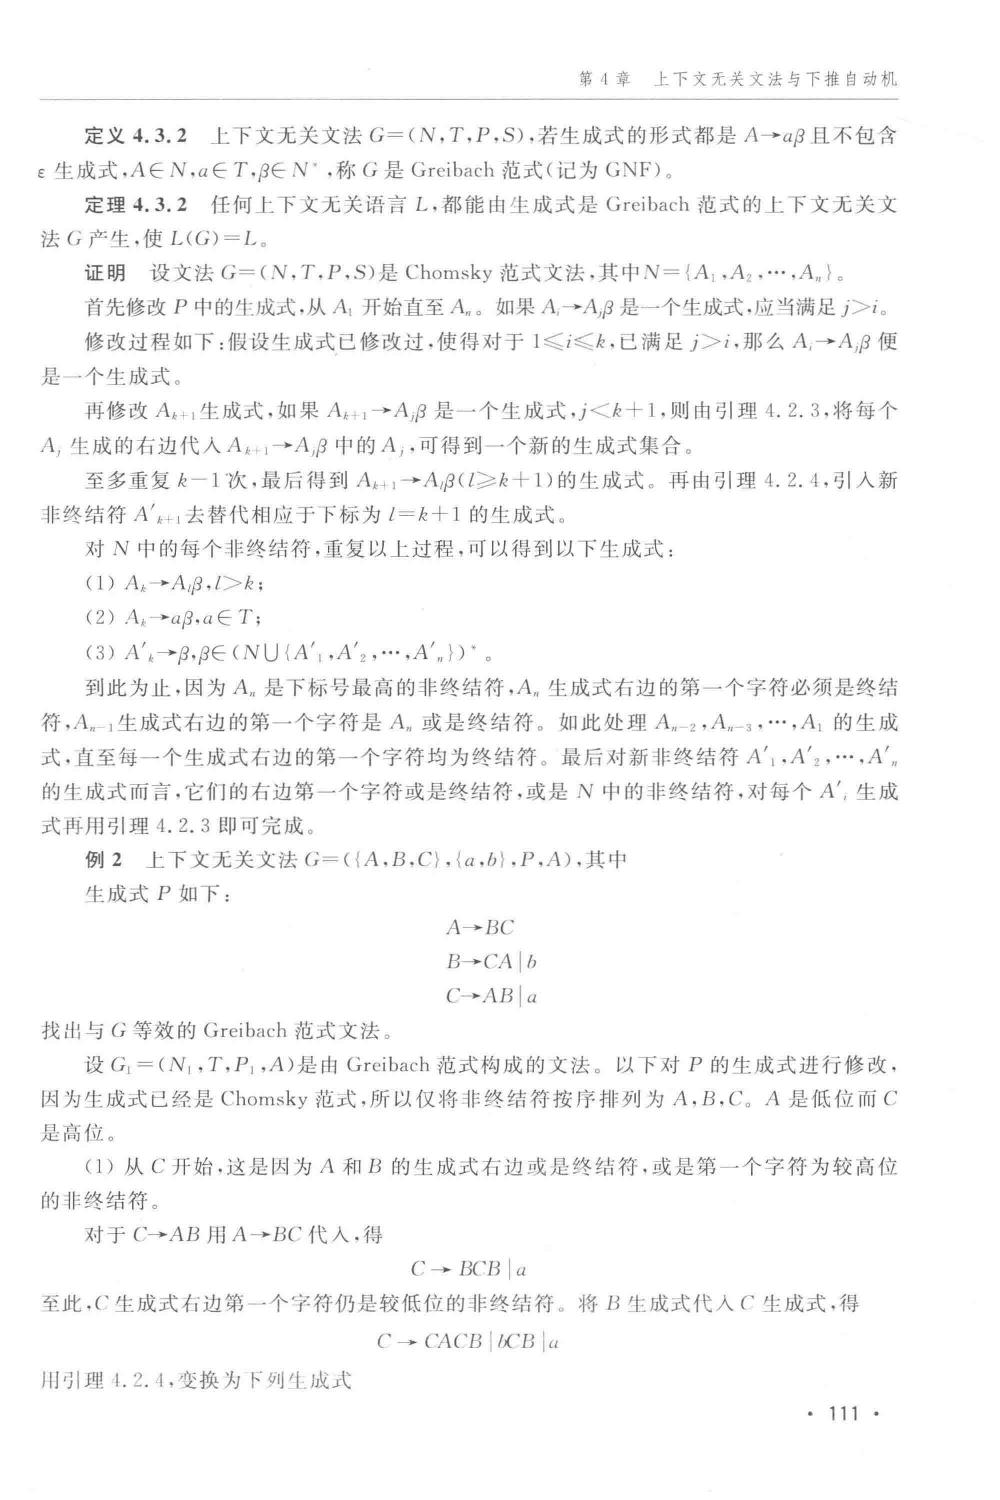 第 4 章　上下文无关文法与下推自动机
定义 4.3.2　上下文无关文法 G=(N,T,P,S),若生成式的形式都是 A→aβ且不包含
ε 生成式,A∈N,a∈T,β∈N*,称 G 是 Greibach 范式(记为 GNF)。
定理 4.3.2　任何上下文无关语言 L,都能由生成式是 Greibach 范式的上下文无关文
法 G 产生,使 L(G)=L。
证明　设文法 G=(N,T,P,S)是 Chomsky 范式文法,其中N={A₁,A₂,…,Aₙ}。
首先修改 P 中的生成式,从 A₁ 开始直至 Aₙ。如果 Aᵢ→Aⱼβ是一个生成式,应当满足 j>i。
修改过程如下:假设生成式已修改过,使得对于 1≤i≤k,已满足 j>i,那么 Aᵢ→Aⱼβ 便
是一个生成式。
再修改 Aₖ₊₁生成式,如果 Aₖ₊₁→Aⱼβ 是一个生成式,j<k+1,则由引理 4.2.3,将每个
Aⱼ 生成的右边代入 Aₖ₊₁→Aⱼβ 中的 Aⱼ,可得到一个新的生成式集合。
至多重复 k-1次,最后得到 Aₖ₊₁→Aₗβ(l≥k+1)的生成式。再由引理 4.2.4,引入新
非终结符 A′ₖ₊₁去替代相应于下标为 l=k+1 的生成式。
对 N 中的每个非终结符,重复以上过程,可以得到以下生成式:
(1) Aₖ→Aₗβ,l>k;
(2) Aₖ→aβ,a∈T;
(3) A′ₖ→β,β∈(N∪{A′₁,A′₂,…,A′ₙ})*。
到此为止,因为 Aₙ 是下标号最高的非终结符,Aₙ 生成式右边的第一个字符必须是终结
符,Aₙ₋₁生成式右边的第一个字符是 Aₙ 或是终结符。如此处理 Aₙ₋₂,Aₙ₋₃,…,A₁ 的生成
式,直至每一个生成式右边的第一个字符均为终结符。最后对新非终结符 A′₁,A′₂,…,A′ₙ
的生成式而言,它们的右边第一个字符或是终结符,或是 N 中的非终结符,对每个 A′ᵢ 生成
式再用引理 4.2.3 即可完成。
例 2　上下文无关文法 G=({A,B,C},{a,b},P,A),其中
生成式 P 如下:
A→BC
B→CA|b
C→AB|a
找出与 G 等效的 Greibach 范式文法。
设 G₁=(N₁,T,P₁,A)是由 Greibach 范式构成的文法。以下对 P 的生成式进行修改,
因为生成式已经是 Chomsky 范式,所以仅将非终结符按序排列为 A,B,C。A 是低位而 C
是高位。
(1) 从 C 开始,这是因为 A 和 B 的生成式右边或是终结符,或是第一个字符为较高位
的非终结符。
对于 C→AB 用 A→BC 代入,得
C → BCB|a
至此,C 生成式右边第一个字符仍是较低位的非终结符。将 B 生成式代入 C 生成式,得
C → CACB|bCB|a
用引理 4.2.4,变换为下列生成式
· 111 ·